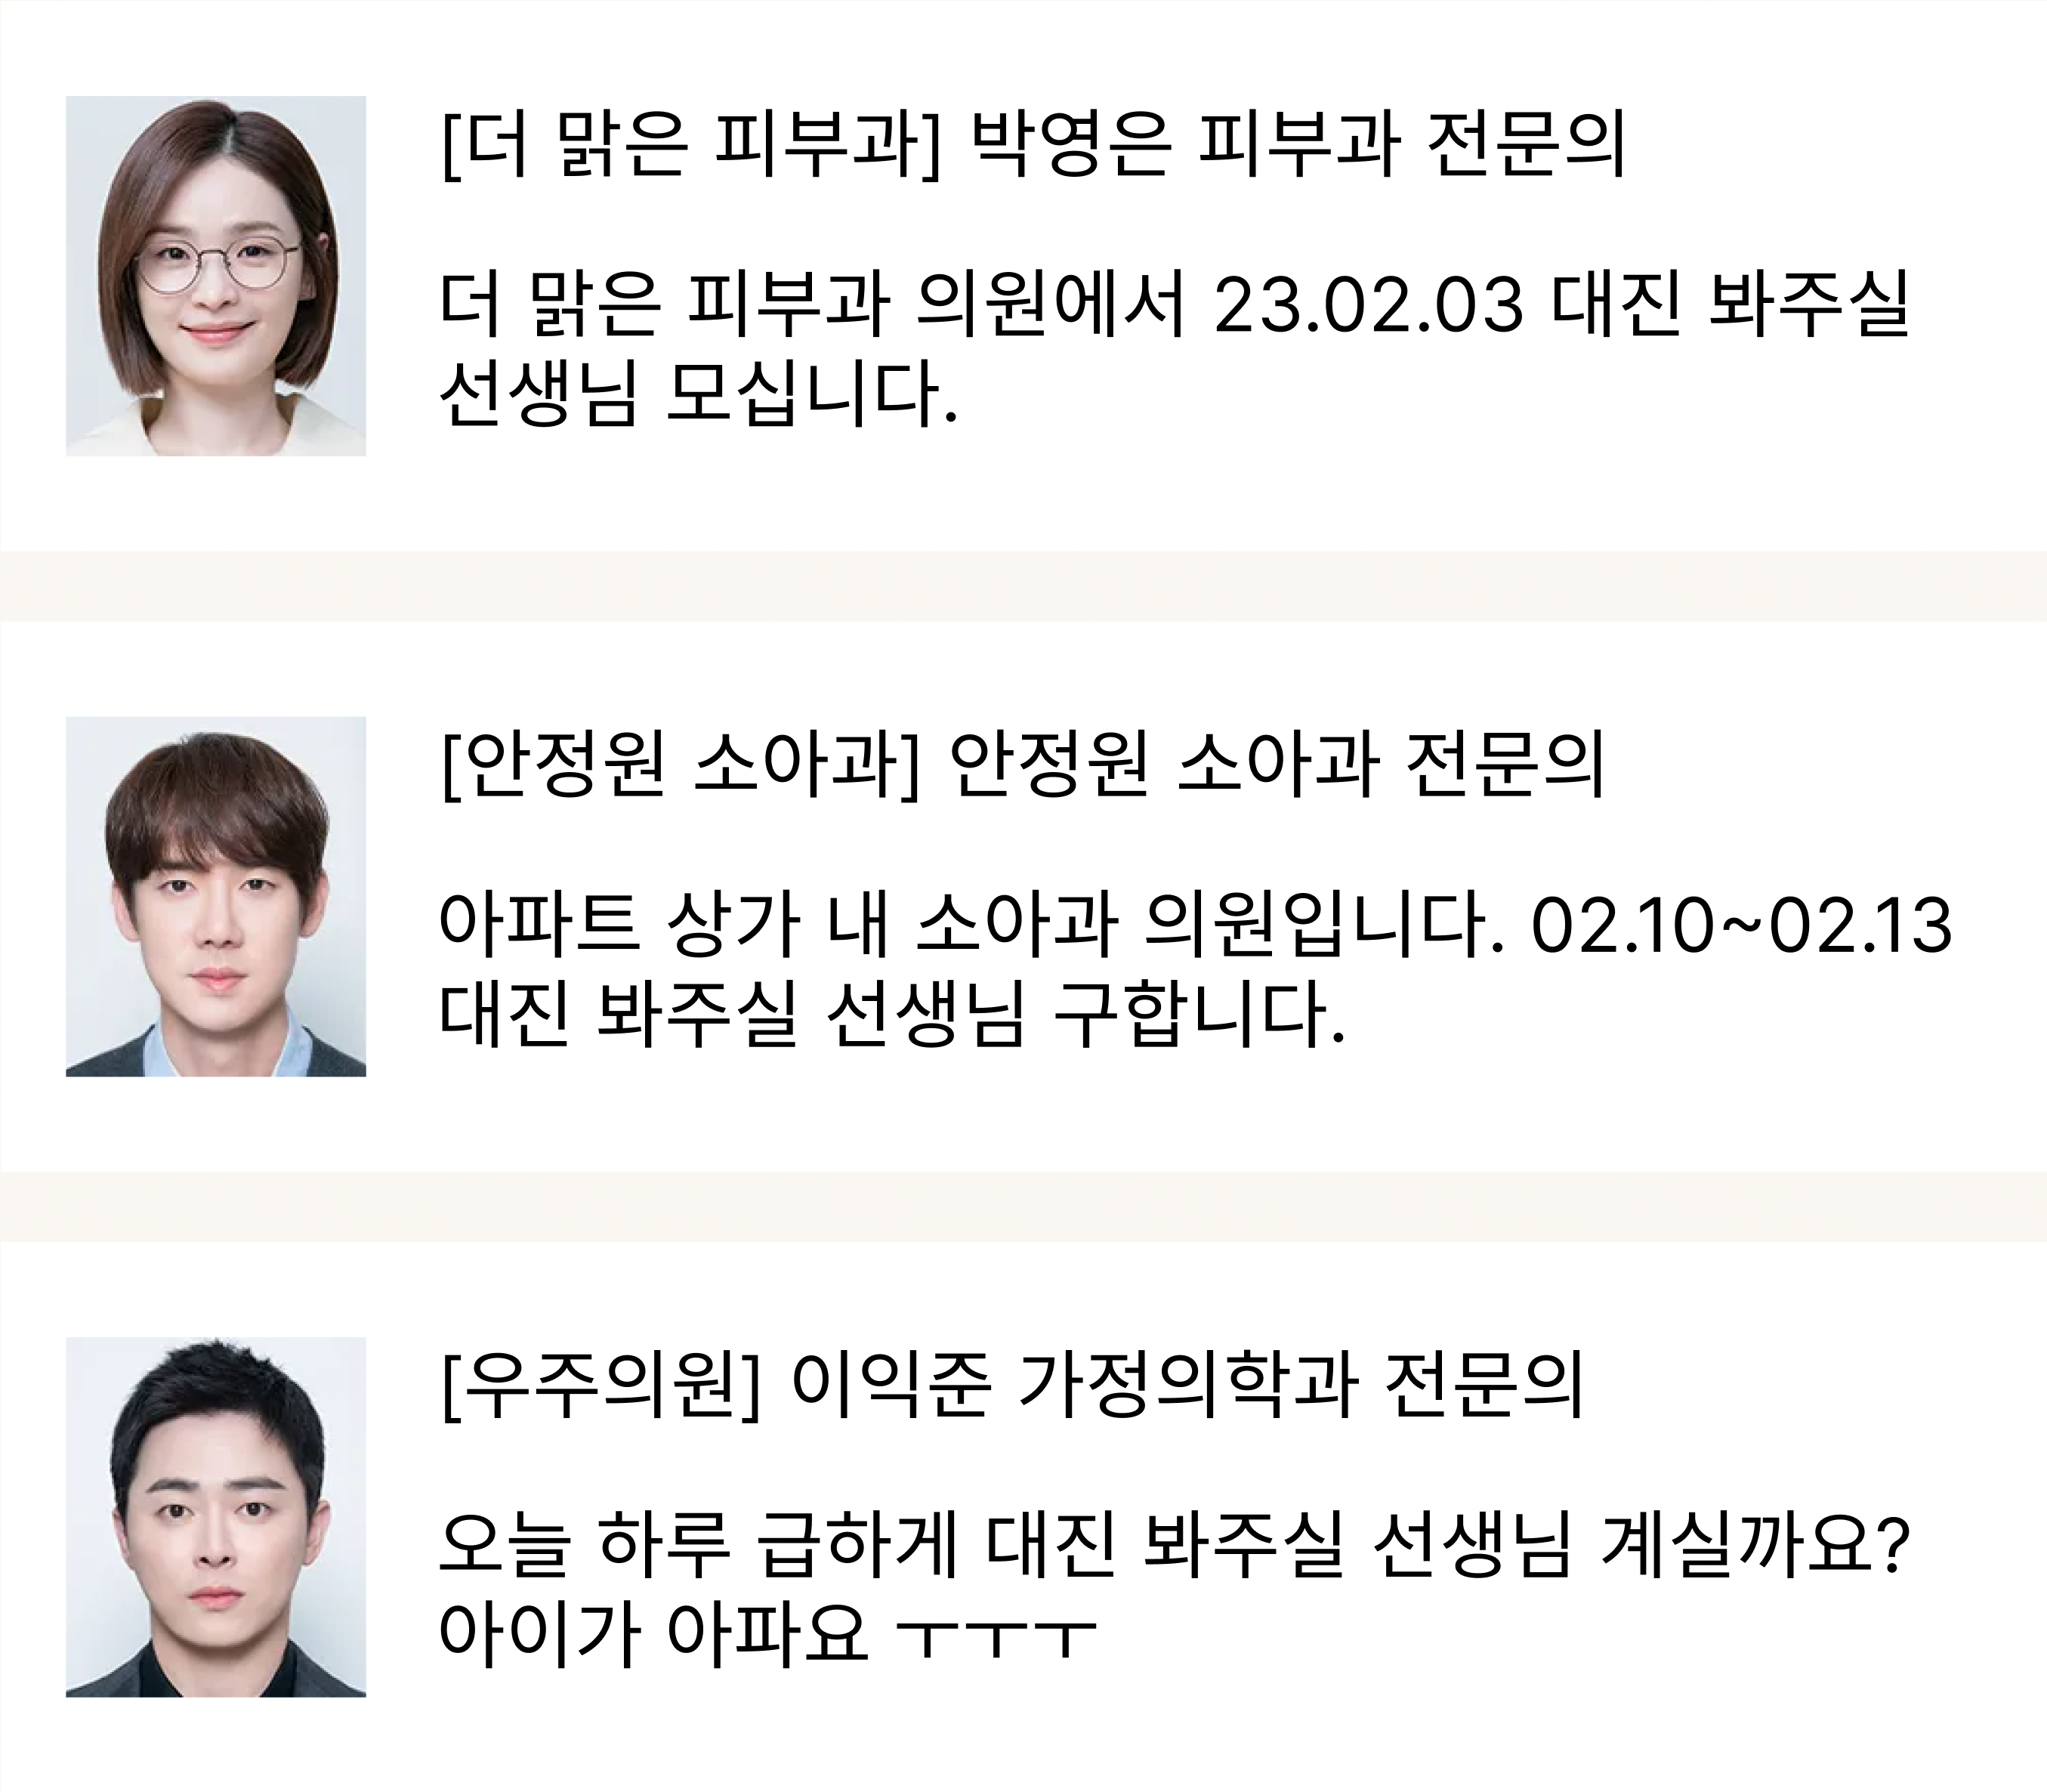 [더 맑은 피부과] 박영은 피부과 전문의
더 맑은 피부과 의원에서 23.02.03 대진 봐주실
선생님 모십니다.
[안정원 소아과] 안정원 소아과 전문의
아파트 상가 내 소아과 의원입니다. 02.10~02.13
대진 봐주실 선생님 구합니다.
[우주의원] 이익준 가정의학과 전문의
오늘 하루 급하게 대진 봐주실 선생님 계실까요?
아이가 아파요 ㅜㅜㅜ